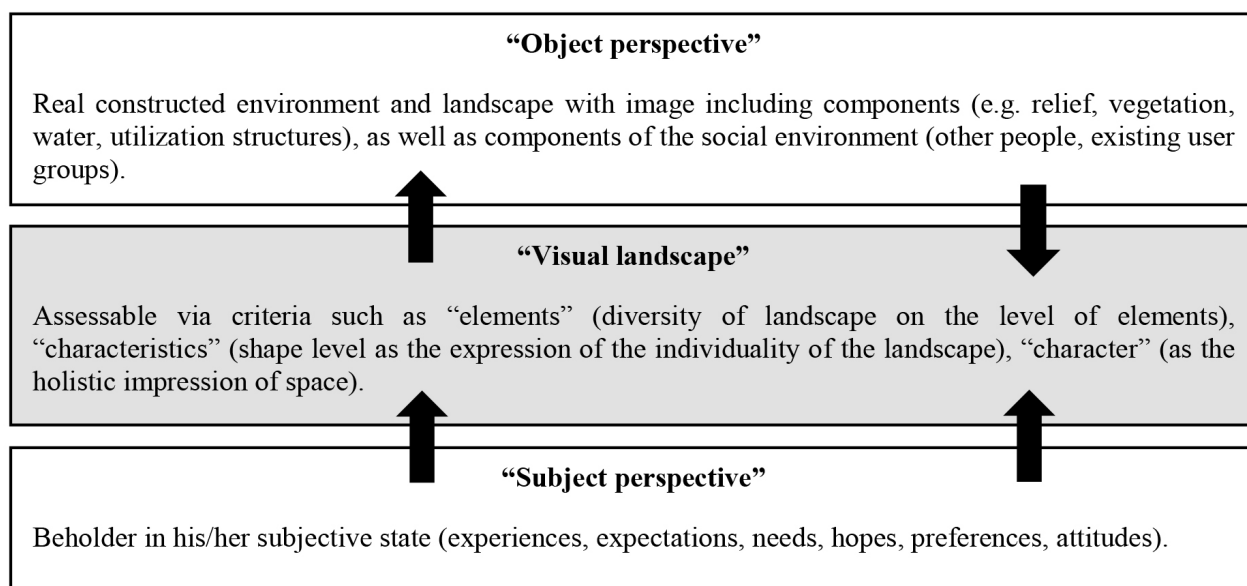 “Object perspective”
Real constructed environment and landscape with image including components (e.g. relief, vegetation,
water, utilization structures), as well as components of the social environment (other people, existing user
groups).
“Visual landscape”
Assessable via criteria such as “elements” (diversity of landscape on the level of elements),
“characteristics” (shape level as the expression of the individuality of the landscape), “character” (as the
holistic impression of space).
“Subject perspective”
Beholder in his/her subjective state (experiences, expectations, needs, hopes, preferences, attitudes).